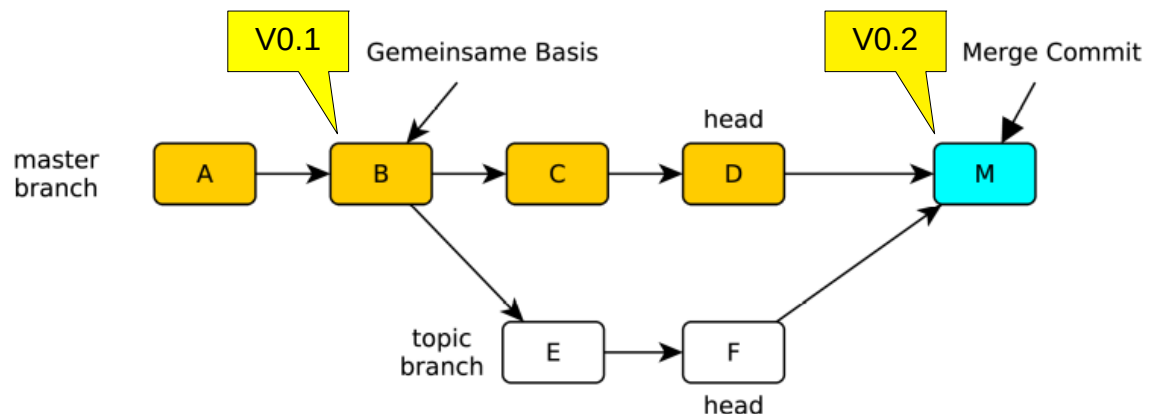 V0.1
Gemeinsame Basis
V0.2
Merge Commit
head
master
branch
A
B
C
D
M
topic
branch
E
F
head